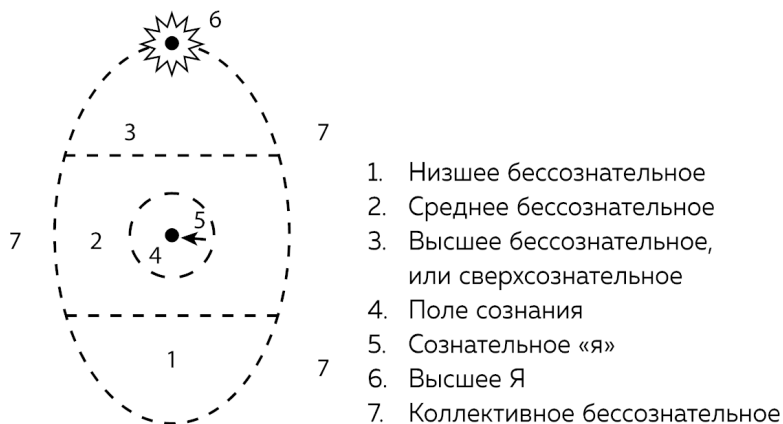 6
3
7
7
2
5
4
1
7
1. Низшее бессознательное
2. Среднее бессознательное
3. Высшее бессознательное,
или сверхсознательное
4. Поле сознания
5. Сознательное «я»
6. Высшее Я
7. Коллективное бессознательное